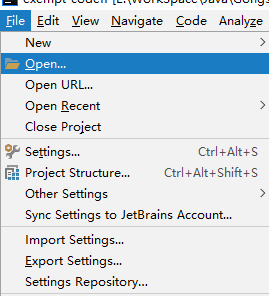 File Edit View Navigate Code Analyze
New
Open...
Open URL...
Open Recent
Close Project
Settings... Ctrl+Alt+S
Project Structure... Ctrl+Alt+Shift+S
Other Settings
Sync Settings to JetBrains Account...
Import Settings...
Export Settings...
Settings Repository...